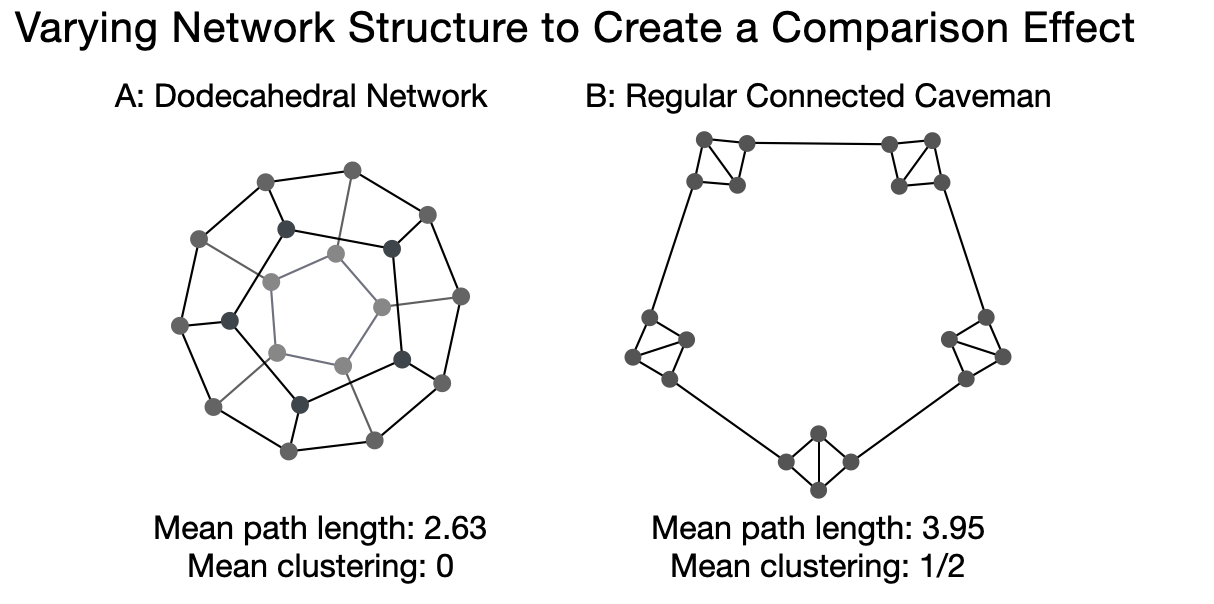 Varying Network Structure to Create a Comparison Effect
A: Dodecahedral Network
B: Regular Connected Caveman
Mean path length: 2.63
Mean clustering: 0
Mean path length: 3.95
Mean clustering: 1/2